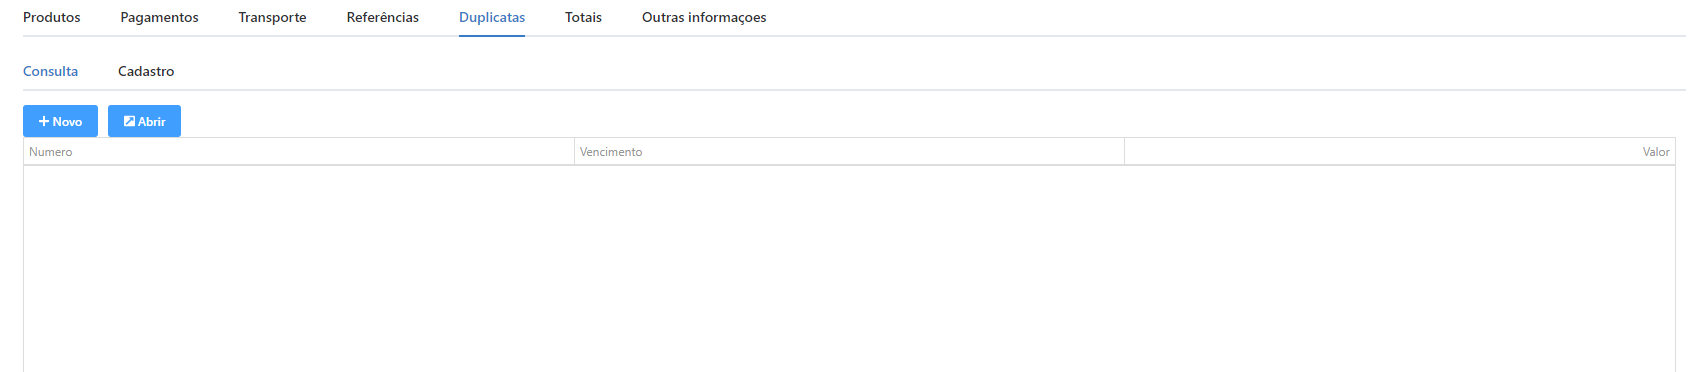 Produtos Pagamentos Transporte Referências Duplicatas Totais Outras informaçoes
Consulta Cadastro
Novo Abrir
Numero Vencimento Valor